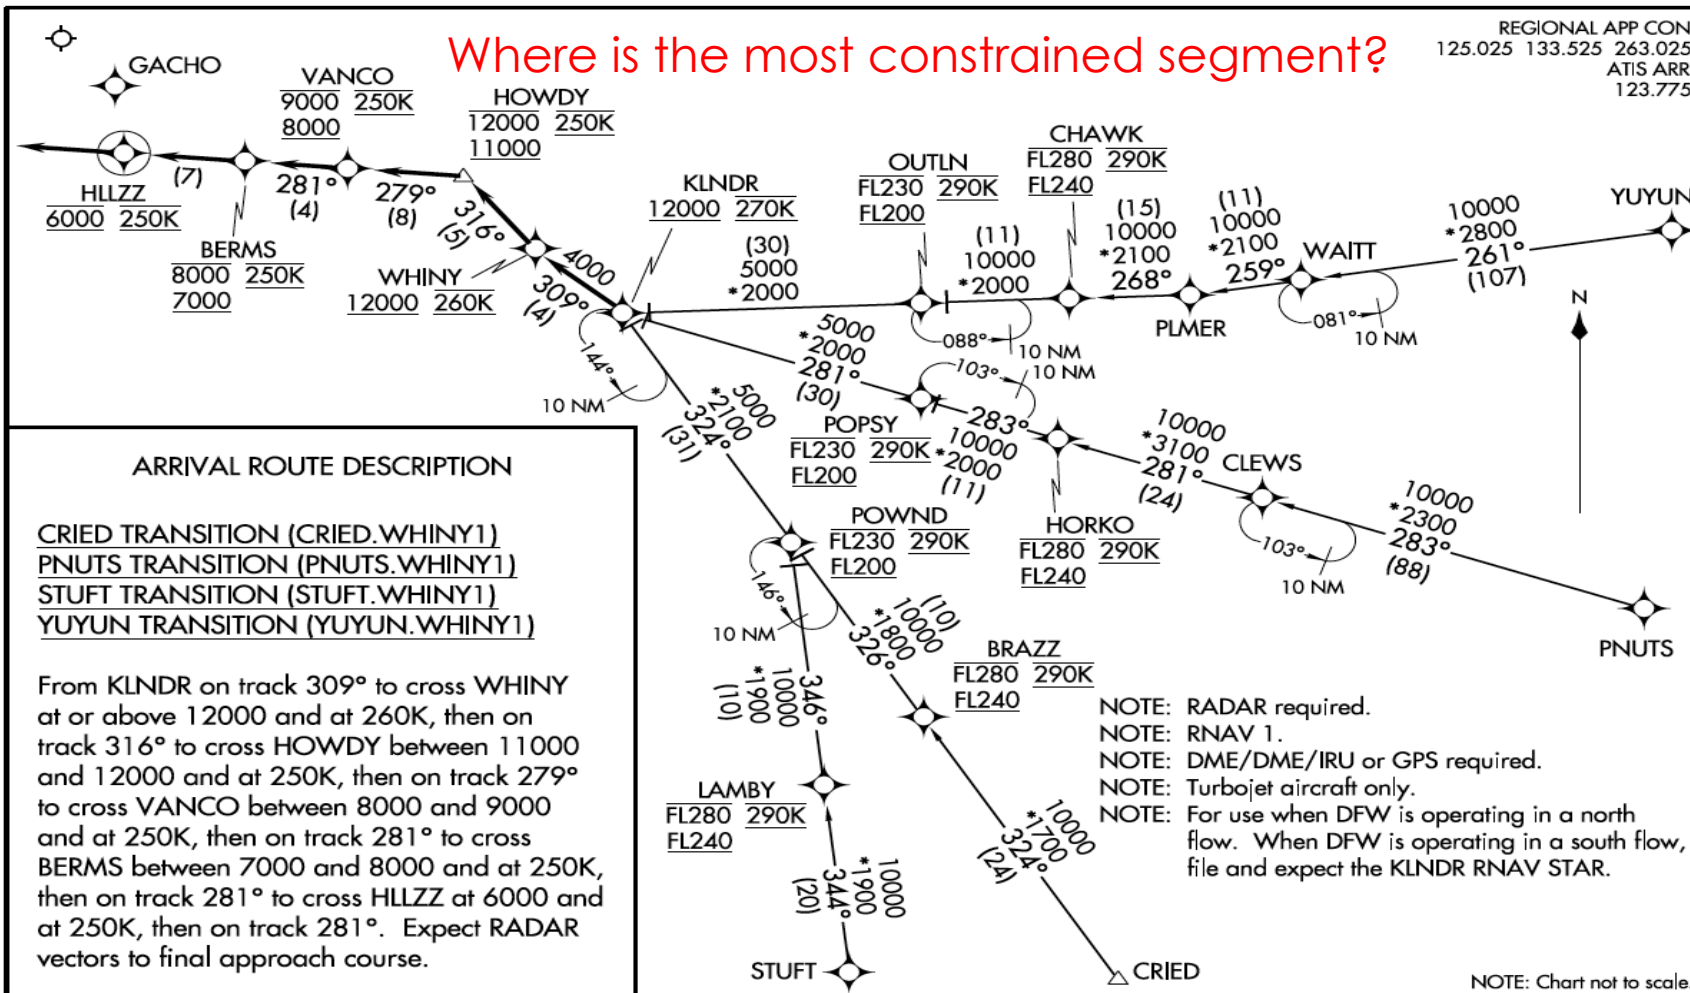 Where is the most constrained segment?
REGIONAL APP CON
125.025 133.525 263.025
ATIS ARR
123.775
GACHO
VANCO
9000 250K
8000
HOWDY
12000 250K
11000
CHAWK
FL280 290K
FL240
OUTLN
FL230 290K
FL200
KLNDR
12000 270K
YUYUN
10000
*2800
261°
(107)
WAITT
(11)
10000
*2100
259°
(15)
10000
*2100
268°
(11)
10000
*2000
(30)
5000
*2000
HLLZZ
6000 250K
(7)
281°
(4)
279°
(8)
316°
(5)
BERMS
8000 250K
7000
WHINY
12000 260K
4000
309°
(4)
144°
10 NM
088°
10 NM
PLMER
081°
10 NM
N
5000
*2000
281°
(30)
103°
10 NM
POPSY
FL230 290K
FL200
283°
10000
*2000
(11)
10000
*3100
281°
(24)
CLEWS
103°
10 NM
10000
*2300
283°
(88)
PNUTS
HORKO
FL280 290K
FL240
5000
*2100
324°
(31)
POWND
FL230 290K
FL200
146°
10 NM
(10)
10000
*1800
326°
BRAZZ
FL280 290K
FL240
346°
10000
*1900
(10)
LAMBY
FL280 290K
FL240
10000
*1700
324°
(24)
1000
*1900
344°
(20)
STUFT
CRIED
ARRIVAL ROUTE DESCRIPTION
CRIED TRANSITION (CRIED.WHINY1)
PNUTS TRANSITION (PNUTS.WHINY1)
STUFT TRANSITION (STUFT.WHINY1)
YUYUN TRANSITION (YUYUN.WHINY1)
From KLNDR on track 309° to cross WHINY
at or above 12000 and at 260K, then on
track 316° to cross HOWDY between 11000
and 12000 and at 250K, then on track 279°
to cross VANCO between 8000 and 9000
and at 250K, then on track 281° to cross
BERMS between 7000 and 8000 and at 250K,
then on track 281° to cross HLLZZ at 6000 and
at 250K, then on track 281°. Expect RADAR
vectors to final approach course.
NOTE: RADAR required.
NOTE: RNAV 1.
NOTE: DME/DME/IRU or GPS required.
NOTE: Turbojet aircraft only.
NOTE: For use when DFW is operating in a north
flow. When DFW is operating in a south flow,
file and expect the KLNDR RNAV STAR.
NOTE: Chart not to scale.